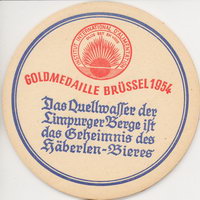 GOLDMEDAILLE BRÜSSEL 1954
Das Quellwasser der
Limpurger Berge ist
das Geheimnis des
Häberlen-Bieres